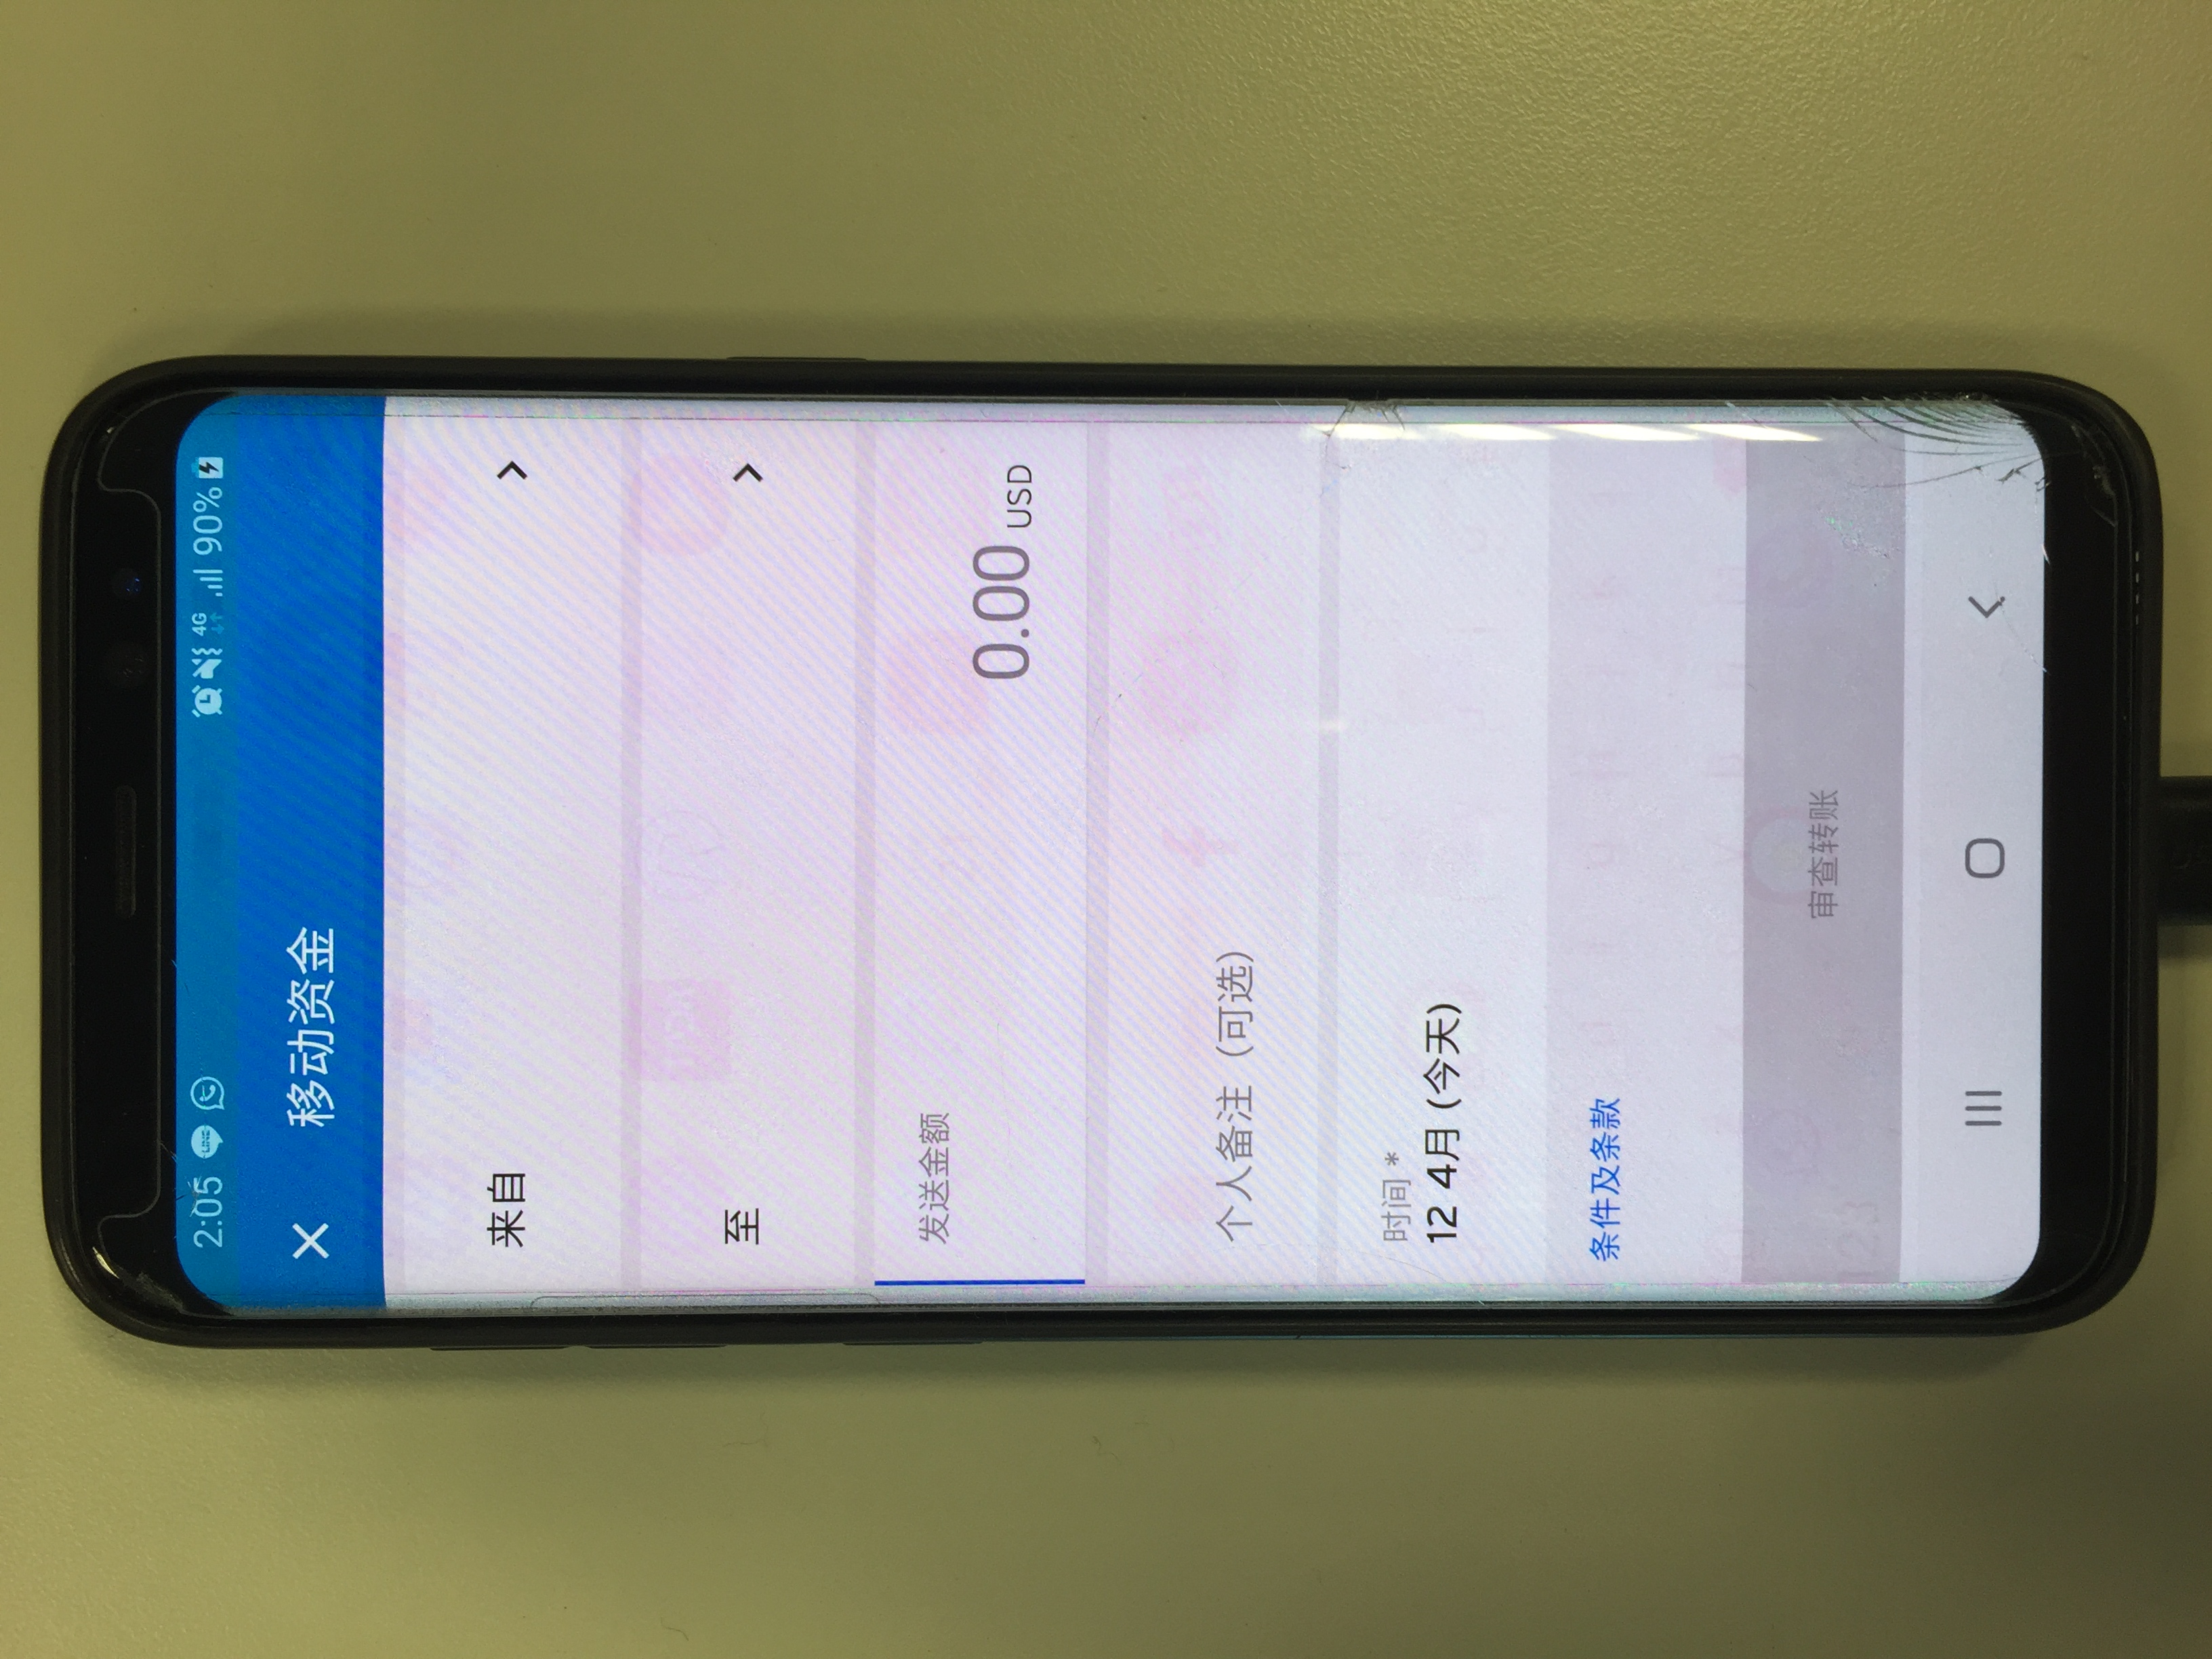 2:05 LINE 4G 90%
移动资金
来自
至
发送金额
0.00 USD
个人备注（可选）
时间 *
12 4月 (今天)
条件及条款
审查转账
123